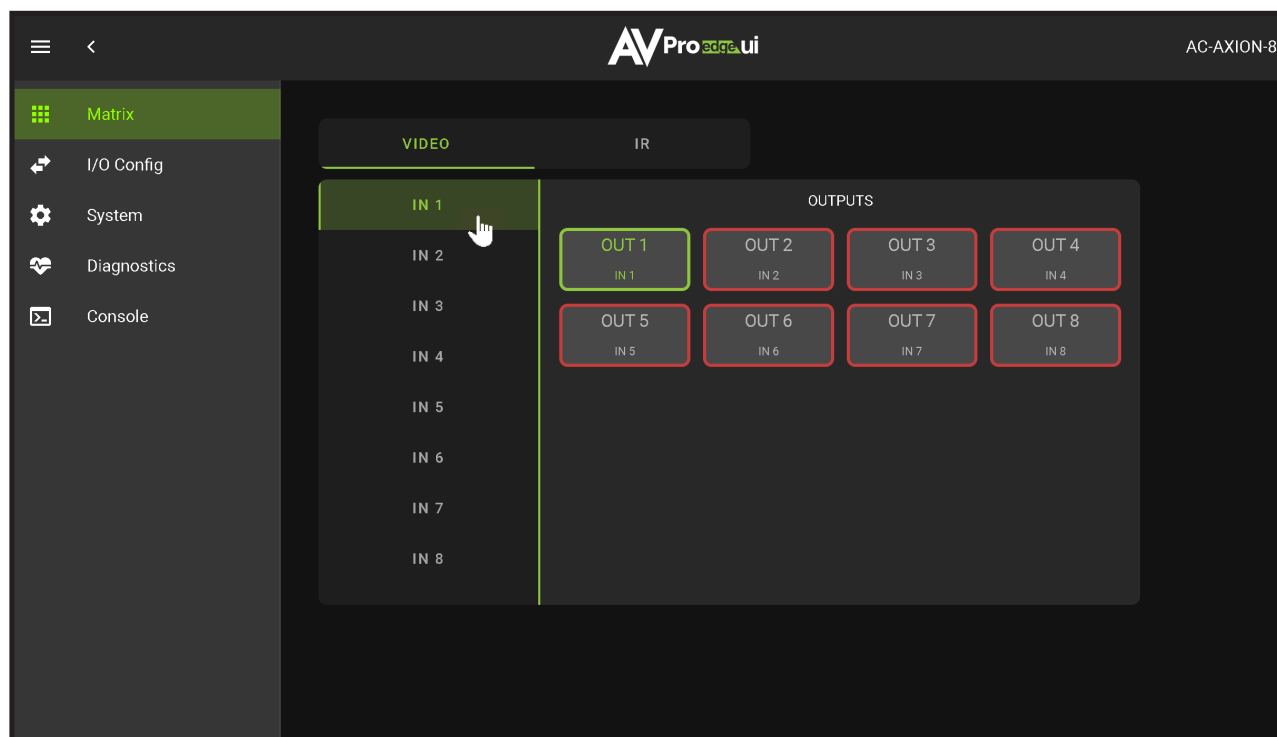 AVPro edge.ui
AC-AXION-8
Matrix
I/O Config
System
Diagnostics
Console
VIDEO
IR
IN 1
IN 2
IN 3
IN 4
IN 5
IN 6
IN 7
IN 8
OUTPUTS
OUT 1
IN 1
OUT 2
IN 2
OUT 3
IN 3
OUT 4
IN 4
OUT 5
IN 5
OUT 6
IN 6
OUT 7
IN 7
OUT 8
IN 8